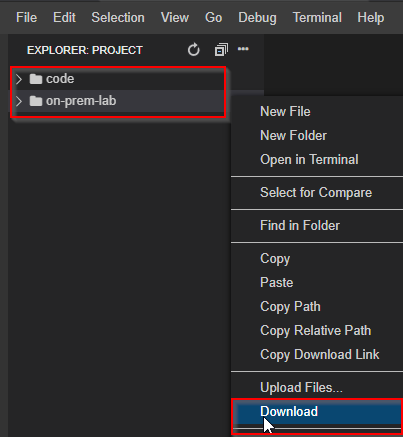 File Edit Selection View Go Debug Terminal Help
EXPLORER: PROJECT
code
on-prem-lab
New File
New Folder
Open in Terminal
Select for Compare
Find in Folder
Copy
Paste
Copy Path
Copy Relative Path
Copy Download Link
Upload Files...
Download